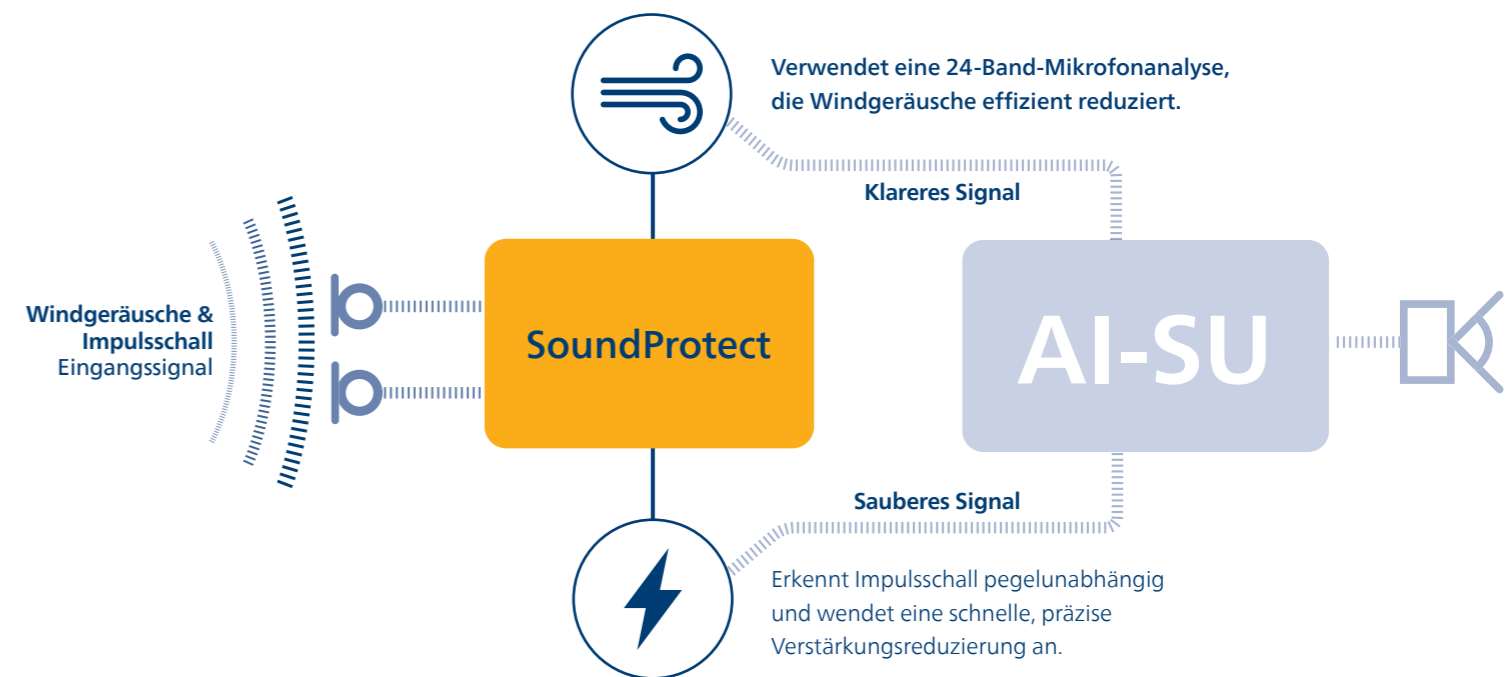 Verwendet eine 24-Band-Mikrofonanalyse,
die Windgeräusche effizient reduziert.
Klareres Signal
Windgeräusche &
Impulsschall
Eingangssignal
SoundProtect
AI-SU
Sauberes Signal
Erkennt Impulsschall pegelunabhängig
und wendet eine schnelle, präzise
Verstärkungsreduzierung an.